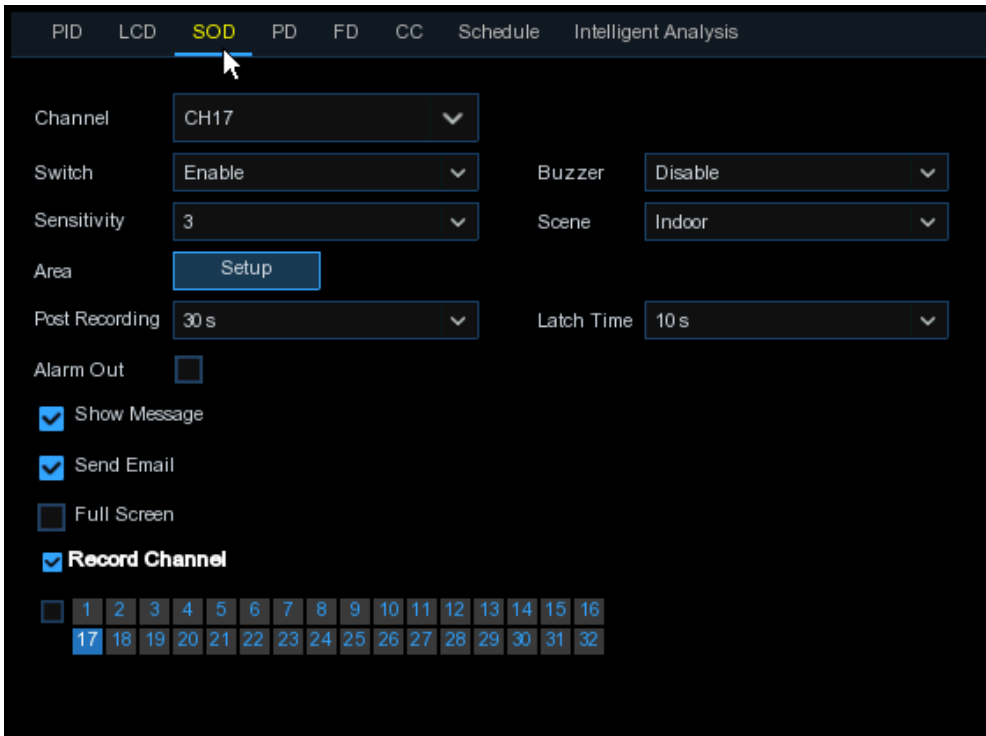 PID LCD SOD PD FD CC Schedule Intelligent Analysis
Channel CH17
Switch Enable Buzzer Disable
Sensitivity 3 Scene Indoor
Area Setup
Post Recording 30 s Latch Time 10 s
Alarm Out
Show Message
Send Email
Full Screen
Record Channel
1 2 3 4 5 6 7 8 9 10 11 12 13 14 15 16
17 18 19 20 21 22 23 24 25 26 27 28 29 30 31 32